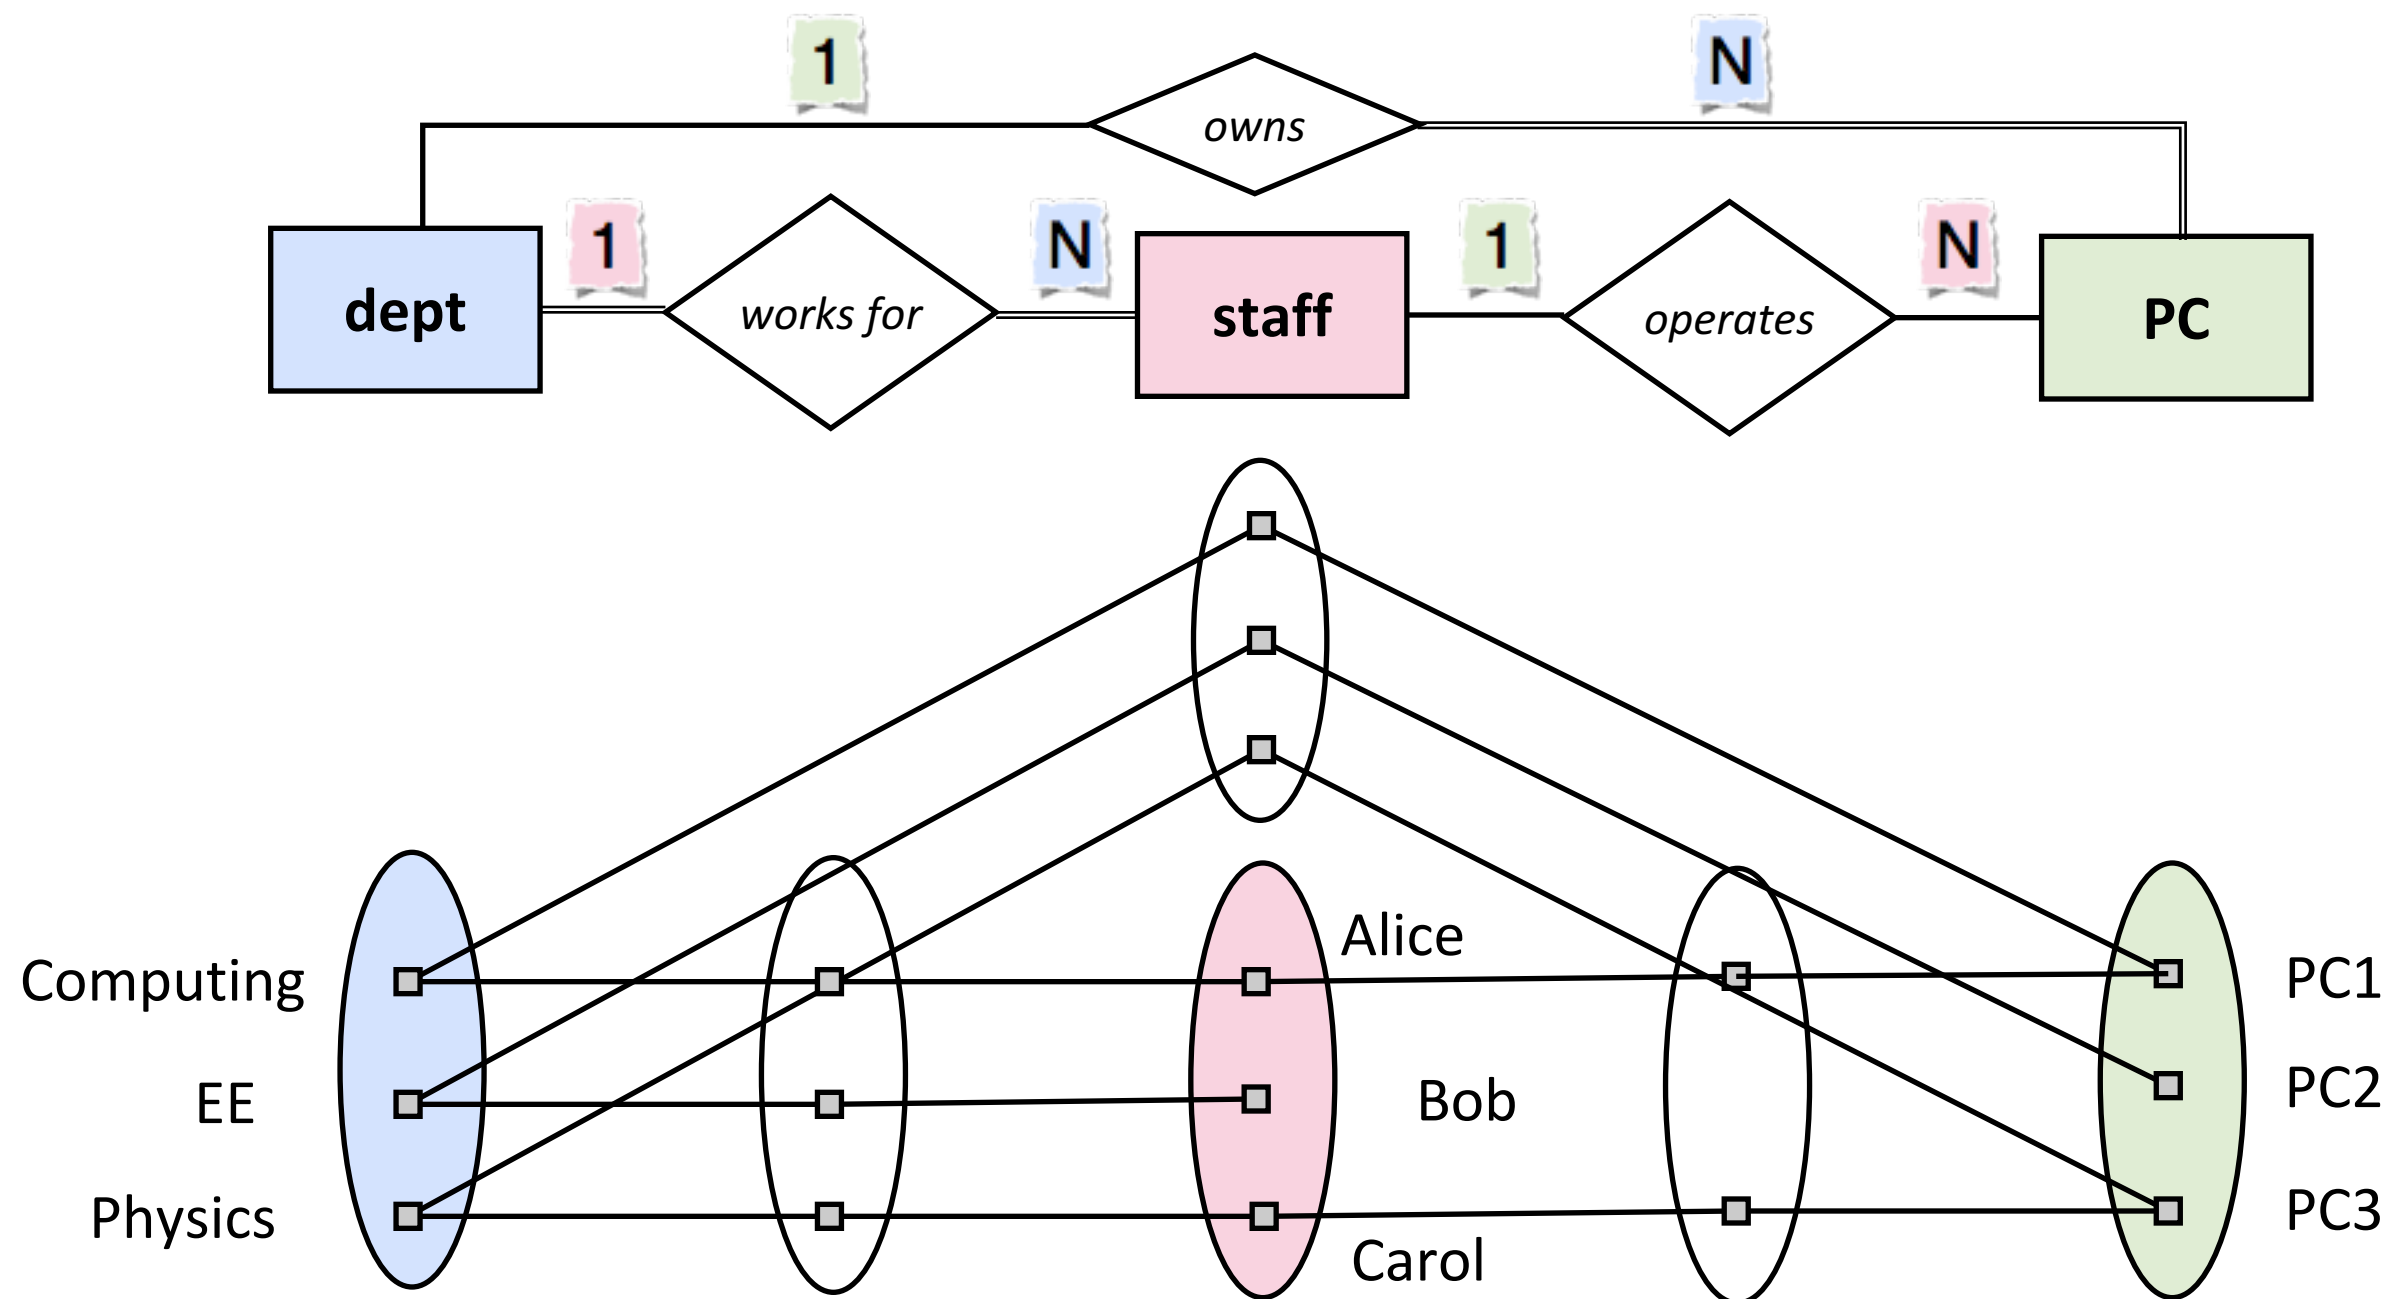 1
N
owns
1
N
1
N
dept
works for
staff
operates
PC
Alice
Computing
PC1
EE
Bob
PC2
Physics
PC3
Carol